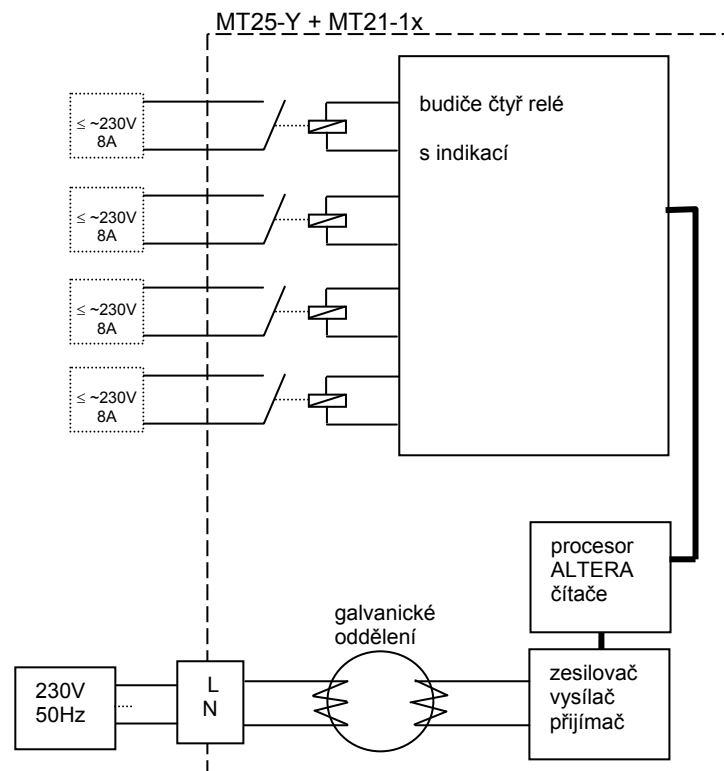 MT25-Y + MT21-1x
≤ ~230V
8A
budiče čtyř relé
s indikací
≤ ~230V
8A
≤ ~230V
8A
≤ ~230V
8A
procesor
ALTERA
čítače
galvanické
oddělení
230V
50Hz
L
N
zesilovač
vysílač
přijímač